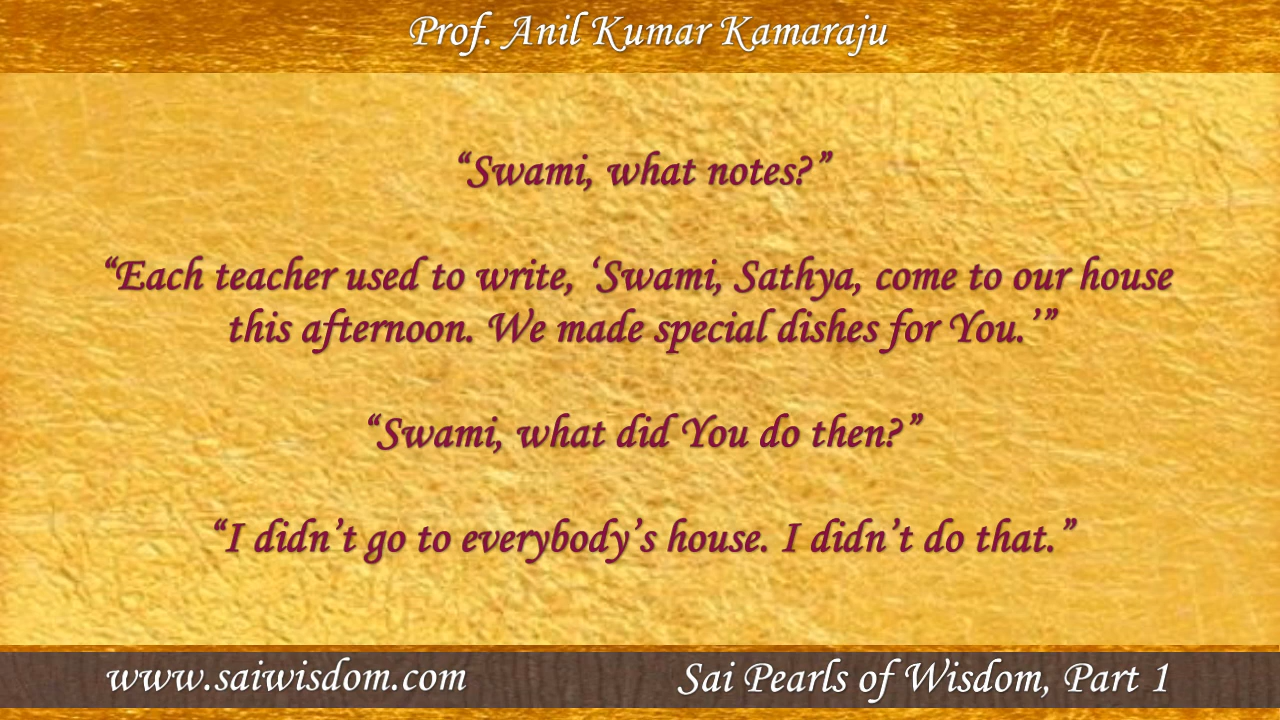 Prof. Anil Kumar Kamaraju
“Swami, what notes?”
“Each teacher used to write, ‘Swami, Sathya, come to our house
this afternoon. We made special dishes for You.’”
“Swami, what did You do then?”
“I didn’t go to everybody’s house. I didn’t do that.”
www.saiwisdom.com
Sai Pearls of Wisdom, Part 1